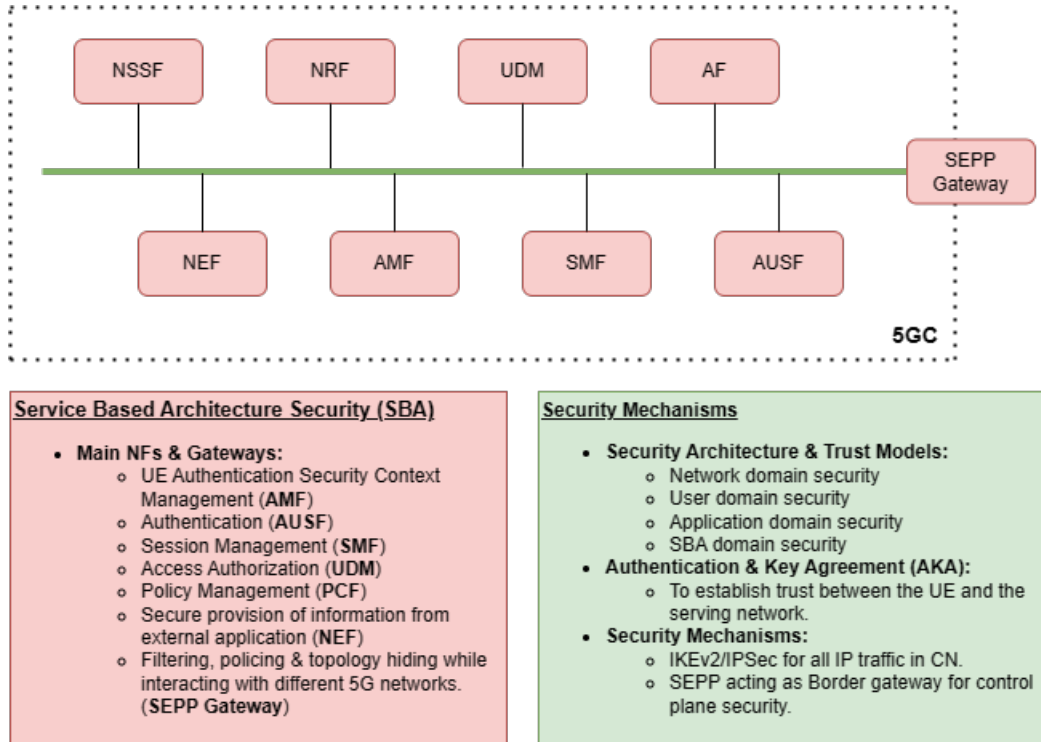 NSSF
NRF
UDM
AF
SEPP
Gateway
NEF
AMF
SMF
AUSF
5GC
Service Based Architecture Security (SBA)
• Main NFs & Gateways:
○ UE Authentication Security Context
Management (AMF)
○ Authentication (AUSF)
○ Session Management (SMF)
○ Access Authorization (UDM)
○ Policy Management (PCF)
○ Secure provision of information from
external application (NEF)
○ Filtering, policing & topology hiding while
interacting with different 5G networks.
(SEPP Gateway)
Security Mechanisms
• Security Architecture & Trust Models:
○ Network domain security
○ User domain security
○ Application domain security
○ SBA domain security
• Authentication & Key Agreement (AKA):
○ To establish trust between the UE and the
serving network.
• Security Mechanisms:
○ IKEv2/IPSec for all IP traffic in CN.
○ SEPP acting as Border gateway for control
plane security.